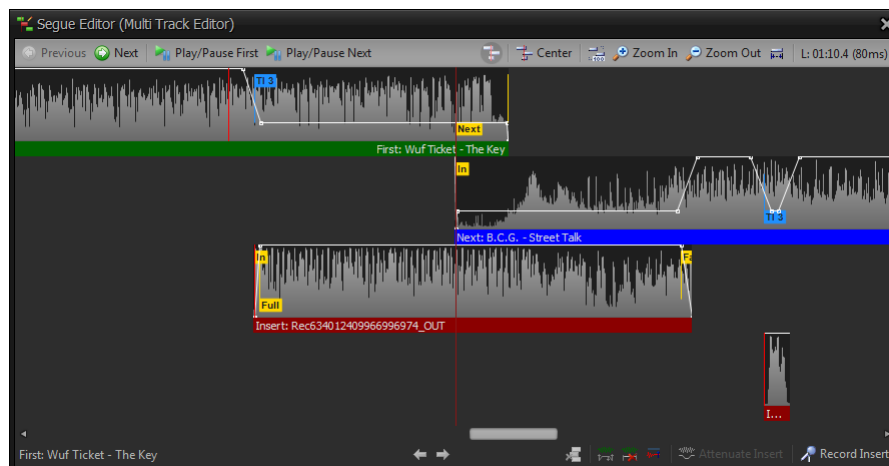 Segue Editor (Multi Track Editor)
Previous Next Play/Pause First Play/Pause Next Center Zoom In Zoom Out L: 01:10.4 (80ms)
TI 3
Next
First: Wuf Ticket - The Key
In
TI 3
Next: B.C.G. - Street Talk
In
Full
Insert: Rec634012409966996974_OUT
I...
First: Wuf Ticket - The Key Attenuate Insert Record Insert